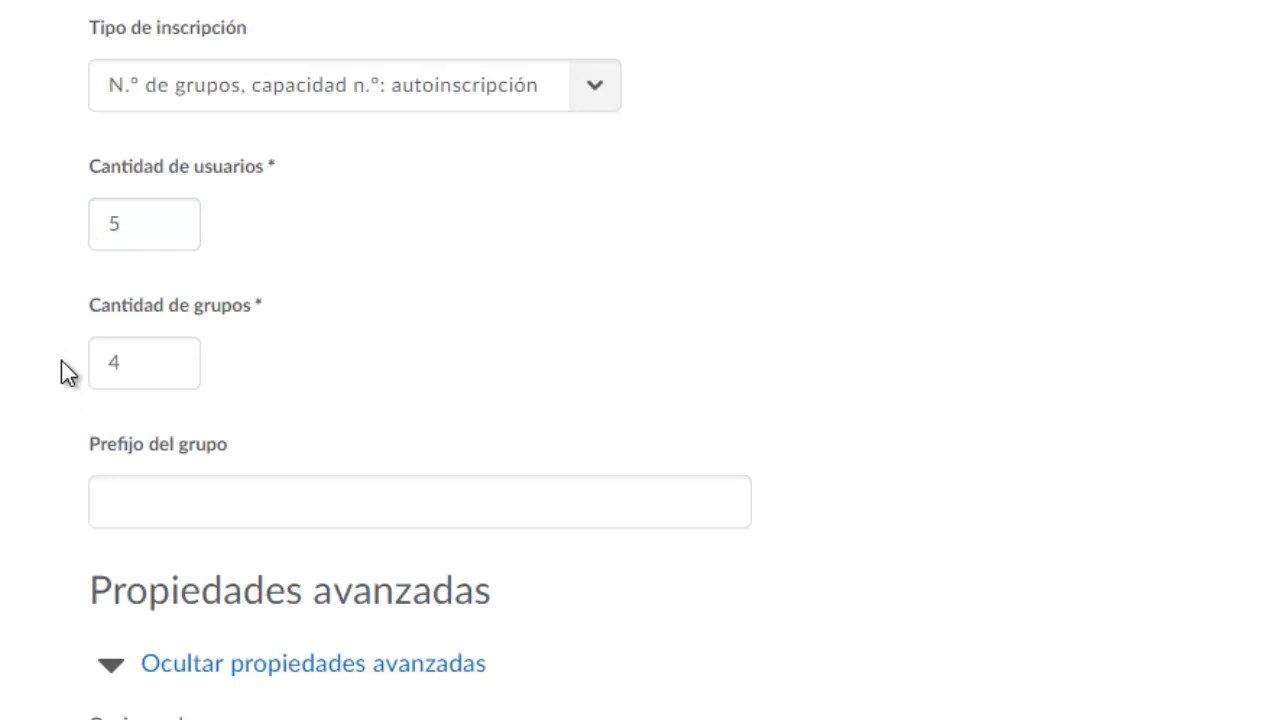 Tipo de inscripción
N.º de grupos, capacidad n.º: autoinscripción
Cantidad de usuarios *
5
Cantidad de grupos *
4
Prefijo del grupo
Propiedades avanzadas
Ocultar propiedades avanzadas